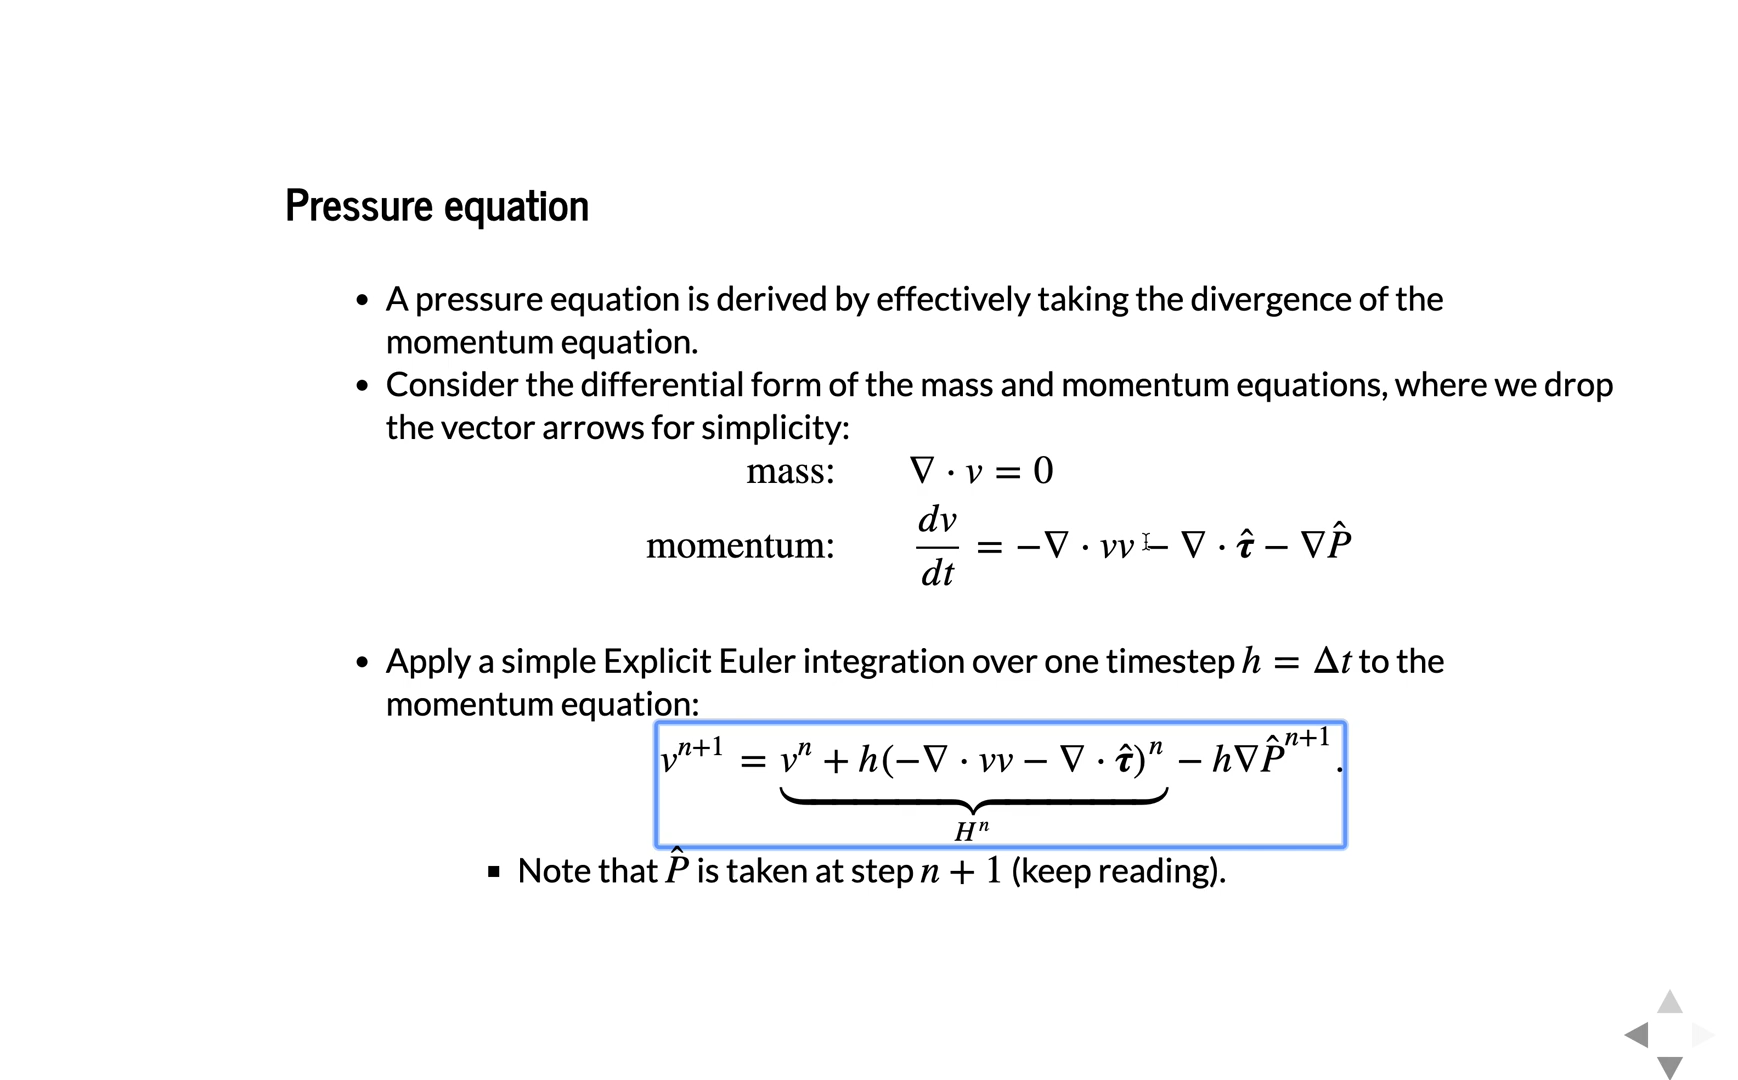 Pressure equation
• A pressure equation is derived by effectively taking the divergence of the
momentum equation.
• Consider the differential form of the mass and momentum equations, where we drop
the vector arrows for simplicity:
mass: ∇ · v = 0
momentum: dv/dt = −∇ · vv − ∇ · τ̂ − ∇P̂
• Apply a simple Explicit Euler integration over one timestep h = Δt to the
momentum equation:
vⁿ⁺¹ = vⁿ + h(−∇ · vv − ∇ · τ̂)ⁿ − h∇P̂ⁿ⁺¹.
Hⁿ
▪ Note that P̂ is taken at step n + 1 (keep reading).